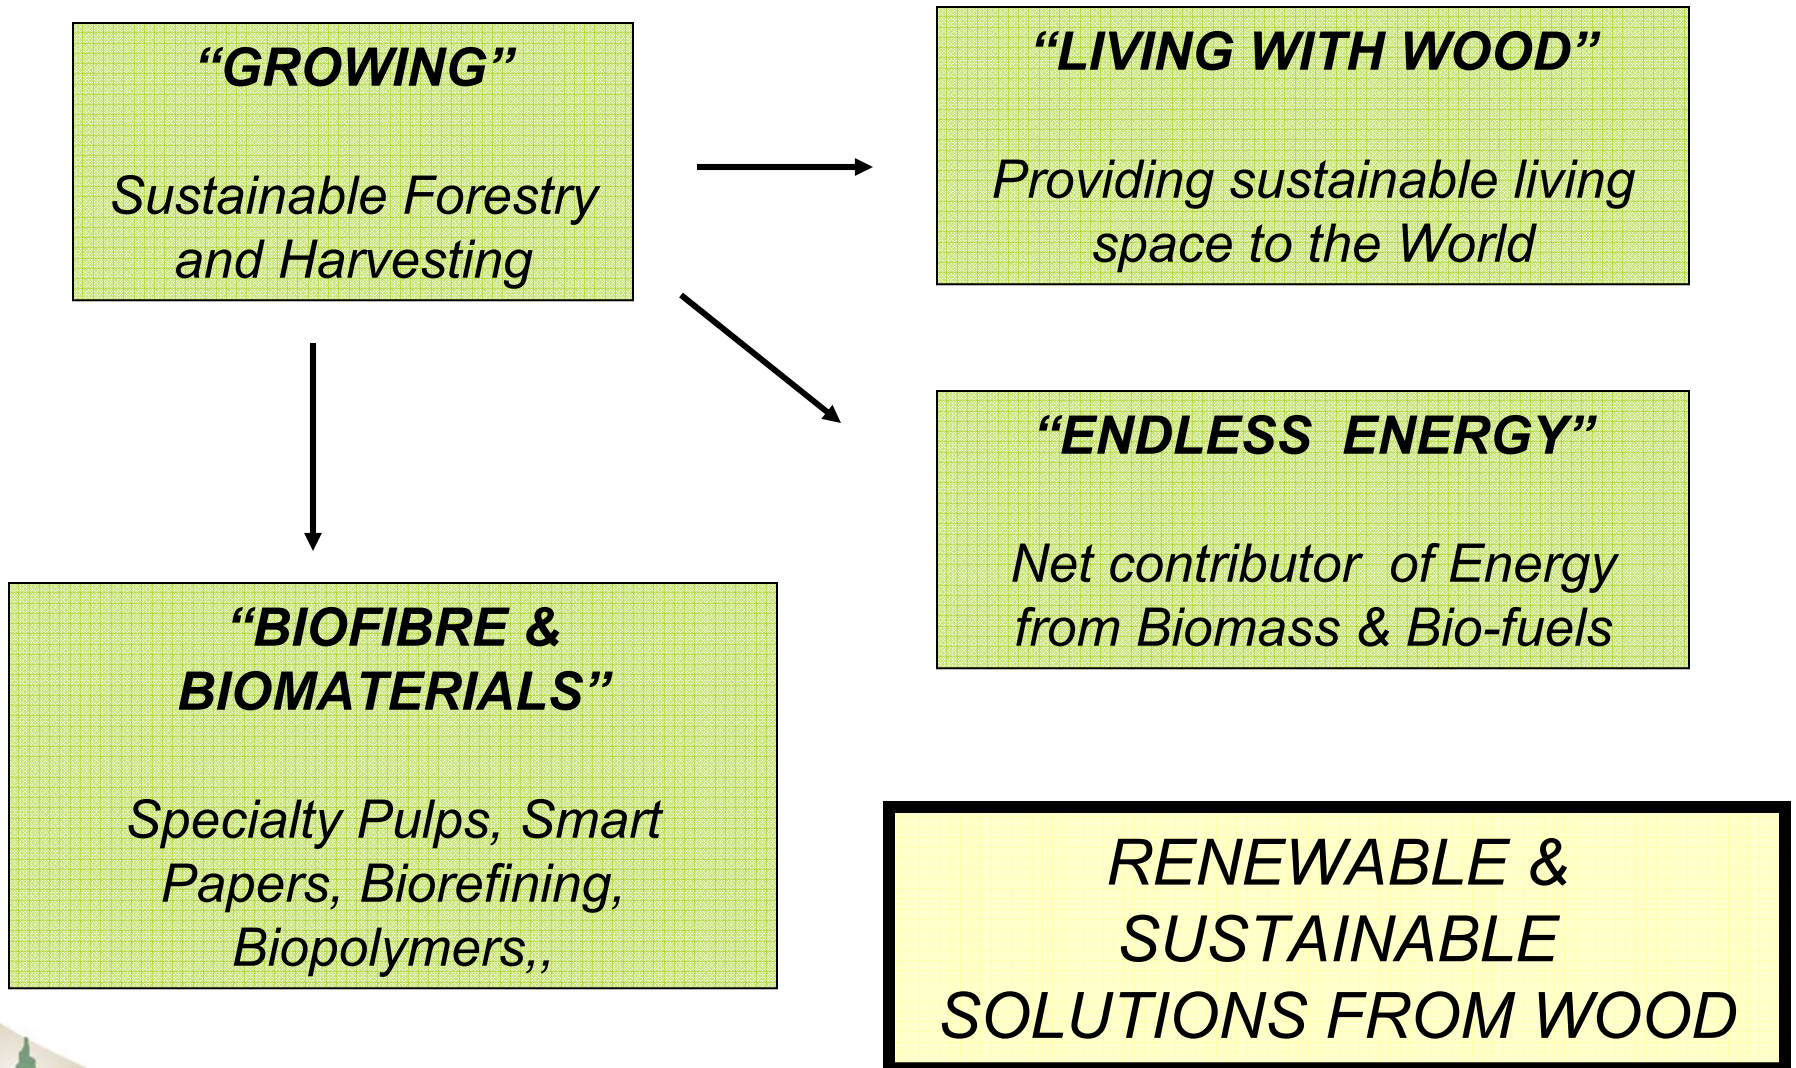 “GROWING”
Sustainable Forestry
and Harvesting
“LIVING WITH WOOD”
Providing sustainable living
space to the World
“ENDLESS  ENERGY”
Net contributor  of Energy
from Biomass & Bio-fuels
“BIOFIBRE &
BIOMATERIALS”
Specialty Pulps, Smart
Papers, Biorefining,
Biopolymers,,
RENEWABLE &
SUSTAINABLE
SOLUTIONS FROM WOOD